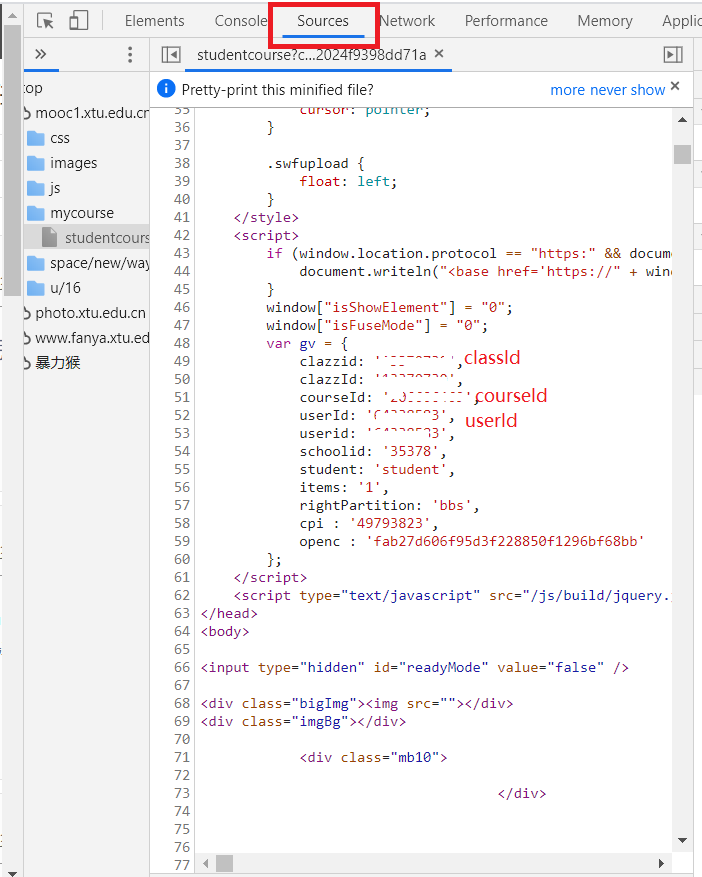 Elements Console Sources Network Performance Memory Applic
» studentcourse?c...2024f9398dd71a ×
Pretty-print this minified file? more never show ×
top
mooc1.xtu.edu.cn
css
images
js
mycourse
studentcours
space/new/way
u/16
photo.xtu.edu.cn
www.fanya.xtu.ed
暴力猴
35 cursor: pointer;
36 }
37
38 .swfupload {
39 float: left;
40 }
41 </style>
42 <script>
43 if (window.location.protocol == "https:" && docume
44 document.writeln("<base href='https://" + wind
45 }
46 window["isShowElement"] = "0";
47 window["isFuseMode"] = "0";
48 var gv = {
49 clazzid: classId
50 clazzId:
51 courseId: courseId
52 userId: userId
53 userid:
54 schoolid: '35378',
55 student: 'student',
56 items: '1',
57 rightPartition: 'bbs',
58 cpi : '49793823',
59 openc : 'fab27d606f95d3f228850f1296bf68bb'
60 };
61 </script>
62 <script type="text/javascript" src="/js/build/jquery.
63 </head>
64 <body>
65
66 <input type="hidden" id="readyMode" value="false" />
67
68 <div class="bigImg"><img src=""></div>
69 <div class="imgBg"></div>
70
71 <div class="mb10">
72
73 </div>
74
75
76
77